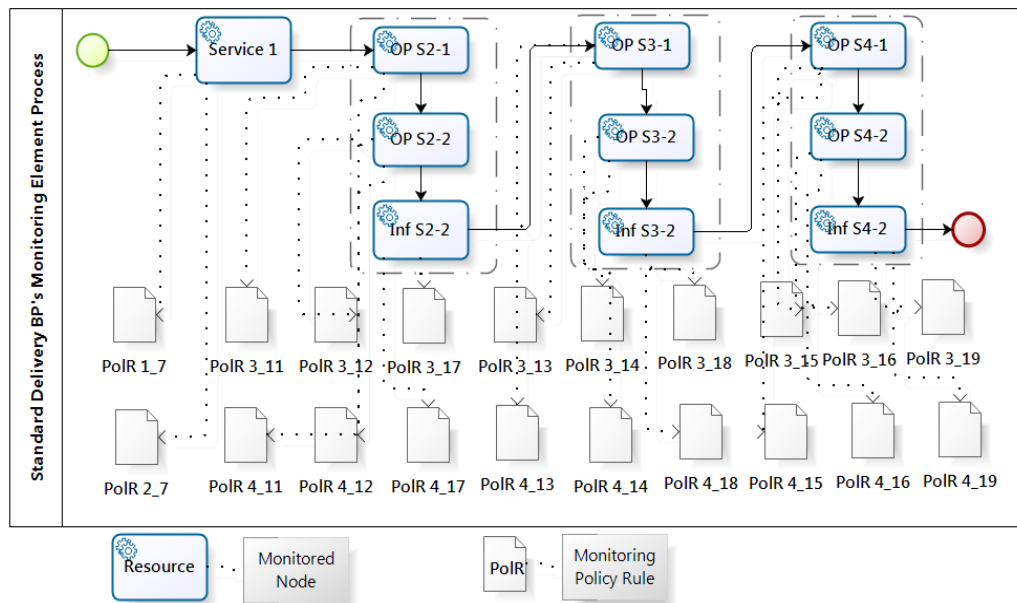 Standard Delivery BP's Monitoring Element Process
Service 1
OP S2-1
OP S3-1
OP S4-1
OP S2-2
OP S3-2
OP S4-2
Inf S2-2
Inf S3-2
Inf S4-2
PolR 1_7
PolR 3_11
PolR 3_12
PolR 3_17
PolR 3_13
PolR 3_14
PolR 3_18
PolR 3_15
PolR 3_16
PolR 3_19
PolR 2_7
PolR 4_11
PolR 4_12
PolR 4_17
PolR 4_13
PolR 4_14
PolR 4_18
PolR 4_15
PolR 4_16
PolR 4_19
Resource
Monitored
Node
PolR
Monitoring
Policy Rule